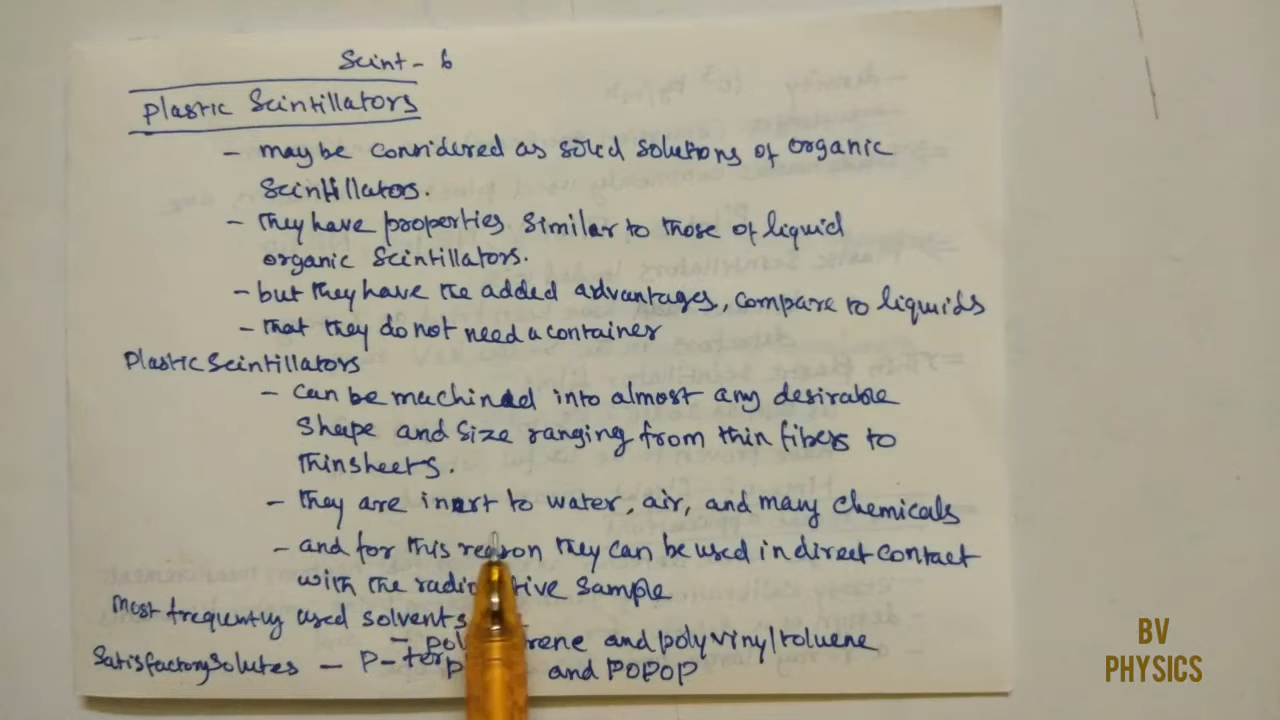 Scint - 6
Plastic Scintillators
- may be considered as solid solutions of organic
Scintillators.
- they have properties similar to those of liquid
organic Scintillators.
- but they have the added advantages, compare to liquids
- that they do not need a container
Plastic Scintillators
- can be machined into almost any desirable
shape and size ranging from thin fibers to
thin sheets.
- they are inert to water, air, and many chemicals
- and for this reason they can be used in direct contact
with the radioactive sample
most frequently used solvents
- and polyvinyltoluene
Satisfactory solutes - and POPOP
BV
PHYSICS